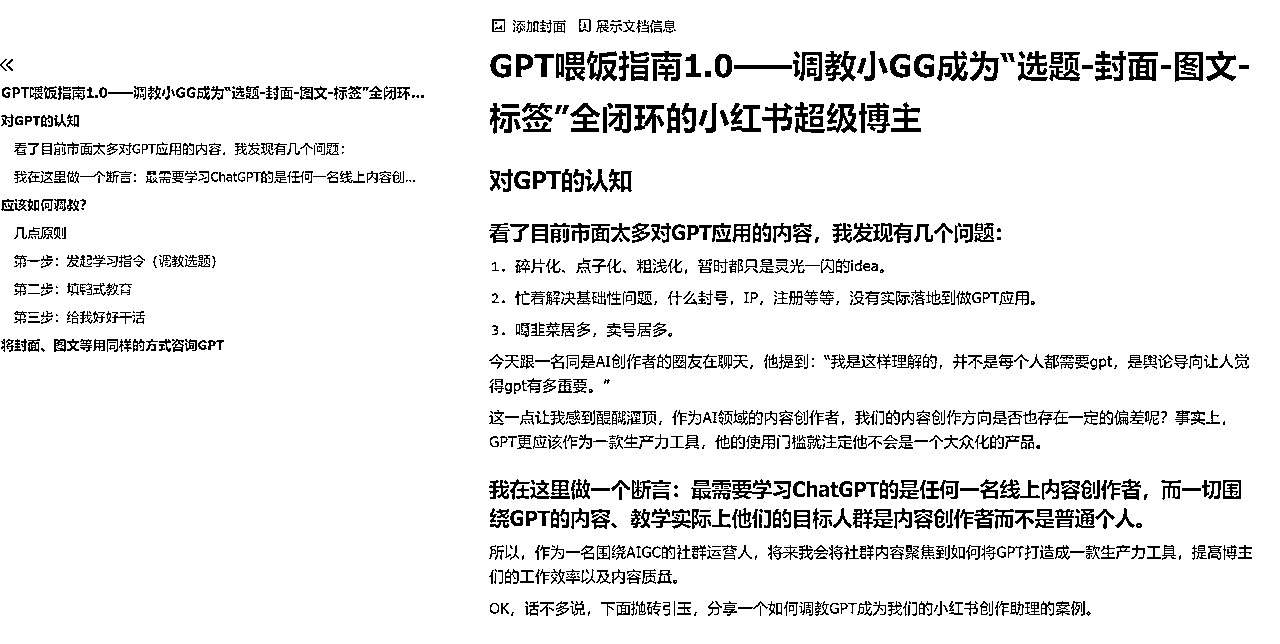 添加封面 展示文档信息
GPT喂饭指南1.0——调教小GG成为“选题-封面-图文-标签”全闭环...
对GPT的认知
看了目前市面太多对GPT应用的内容，我发现有几个问题：
我在这里做一个断言：最需要学习ChatGPT的是任何一名线上内容创...
应该如何调教？
几点原则
第一步：发起学习指令（调教选题）
第二步：填鸭式教育
第三步：给我好好干活
将封面、图文等用同样的方式咨询GPT
GPT喂饭指南1.0——调教小GG成为“选题-封面-图文-
标签”全闭环的小红书超级博主
对GPT的认知
看了目前市面太多对GPT应用的内容，我发现有几个问题：
1. 碎片化、点子化、粗浅化，暂时都只是灵光一闪的idea。
2. 忙着解决基础性问题，什么封号，IP，注册等等，没有实际落地到做GPT应用。
3. 噶韭菜居多，卖号居多。
今天跟一名同是AI创作者的圈友在聊天，他提到：“我是这样理解的，并不是每个人都需要gpt，是舆论导向让人觉
得gpt有多重要。”
这一点让我感到醍醐灌顶，作为AI领域的内容创作者，我们的内容创作方向是否也存在一定的偏差呢？事实上，
GPT更应该作为一款生产力工具，他的使用门槛就注定他不会是一个大众化的产品。
我在这里做一个断言：最需要学习ChatGPT的是任何一名线上内容创作者，而一切围
绕GPT的内容、教学实际上他们的目标人群是内容创作者而不是普通个人。
所以，作为一名围绕AIGC的社群运营人，将来我会将社群内容聚焦到如何将GPT打造成一款生产力工具，提高博主
们的工作效率以及内容质量。
OK，话不多说，下面抛砖引玉，分享一个如何调教GPT成为我们的小红书创作助理的案例。